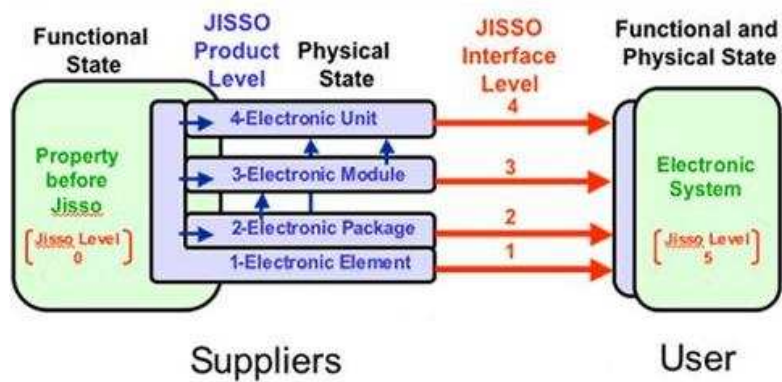 Functional
State
JISSO
Product
Level
Physical
State
JISSO
Interface
Level
Functional and
Physical State
4-Electronic Unit
4
Property
before
Jisso
3-Electronic Module
3
Electronic
System
2-Electronic Package
2
Jisso Level
0
Jisso Level
5
1-Electronic Element
1
Suppliers
User